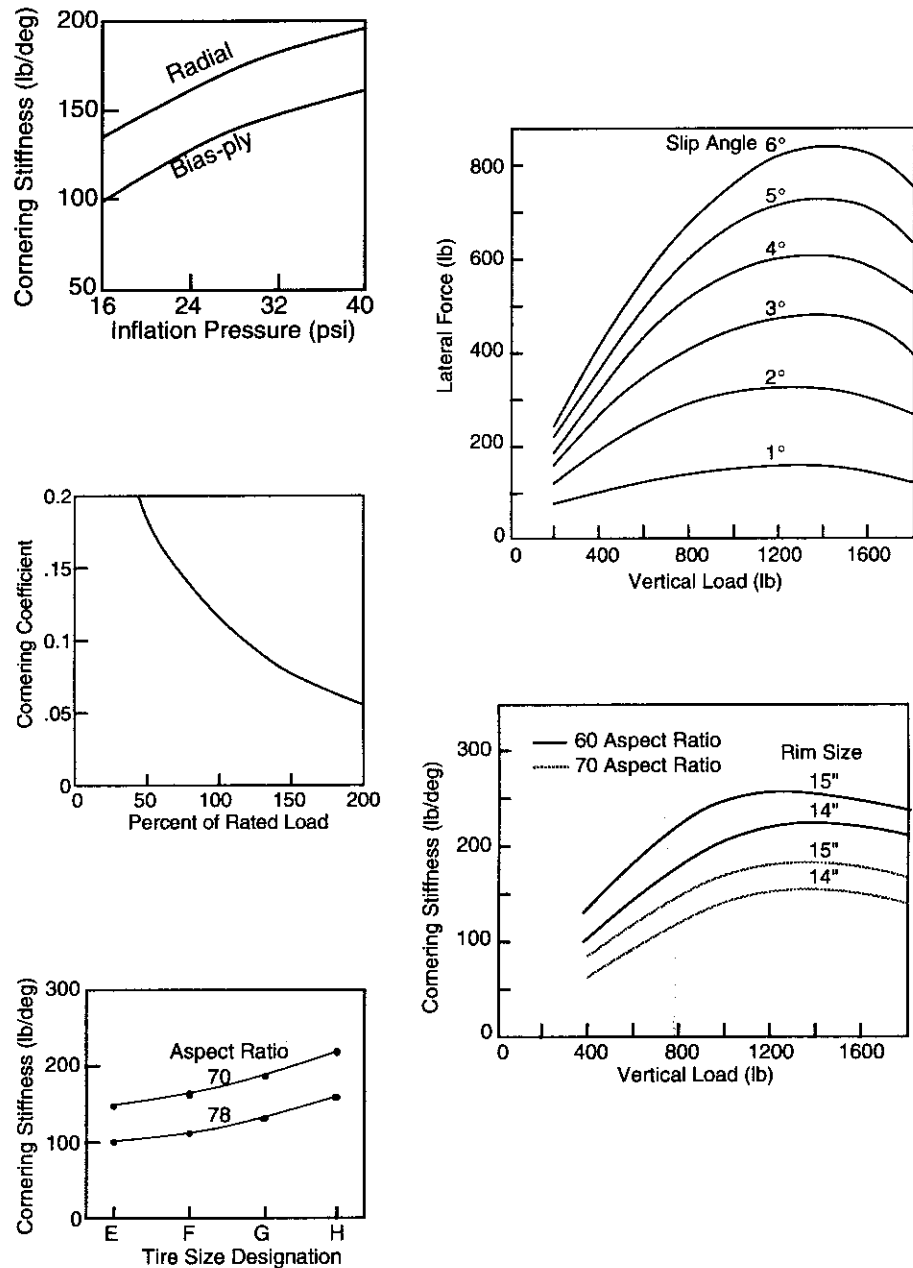 Cornering Stiffness (lb/deg)
200
150
100
50
Radial
Bias-ply
16
24
32
40
Inflation Pressure (psi)
Lateral Force (lb)
800
600
400
200
0
Slip Angle
6°
5°
4°
3°
2°
1°
0
400
800
1200
1600
Vertical Load (lb)
Cornering Coefficient
0.2
.15
0.1
.05
0
0
50
100
150
200
Percent of Rated Load
Cornering Stiffness (lb/deg)
300
200
100
0
60 Aspect Ratio
70 Aspect Ratio
Rim Size
15"
14"
15"
14"
0
400
800
1200
1600
Vertical Load (lb)
Cornering Stiffness (lb/deg)
300
200
100
0
Aspect Ratio
70
78
E
F
G
H
Tire Size Designation